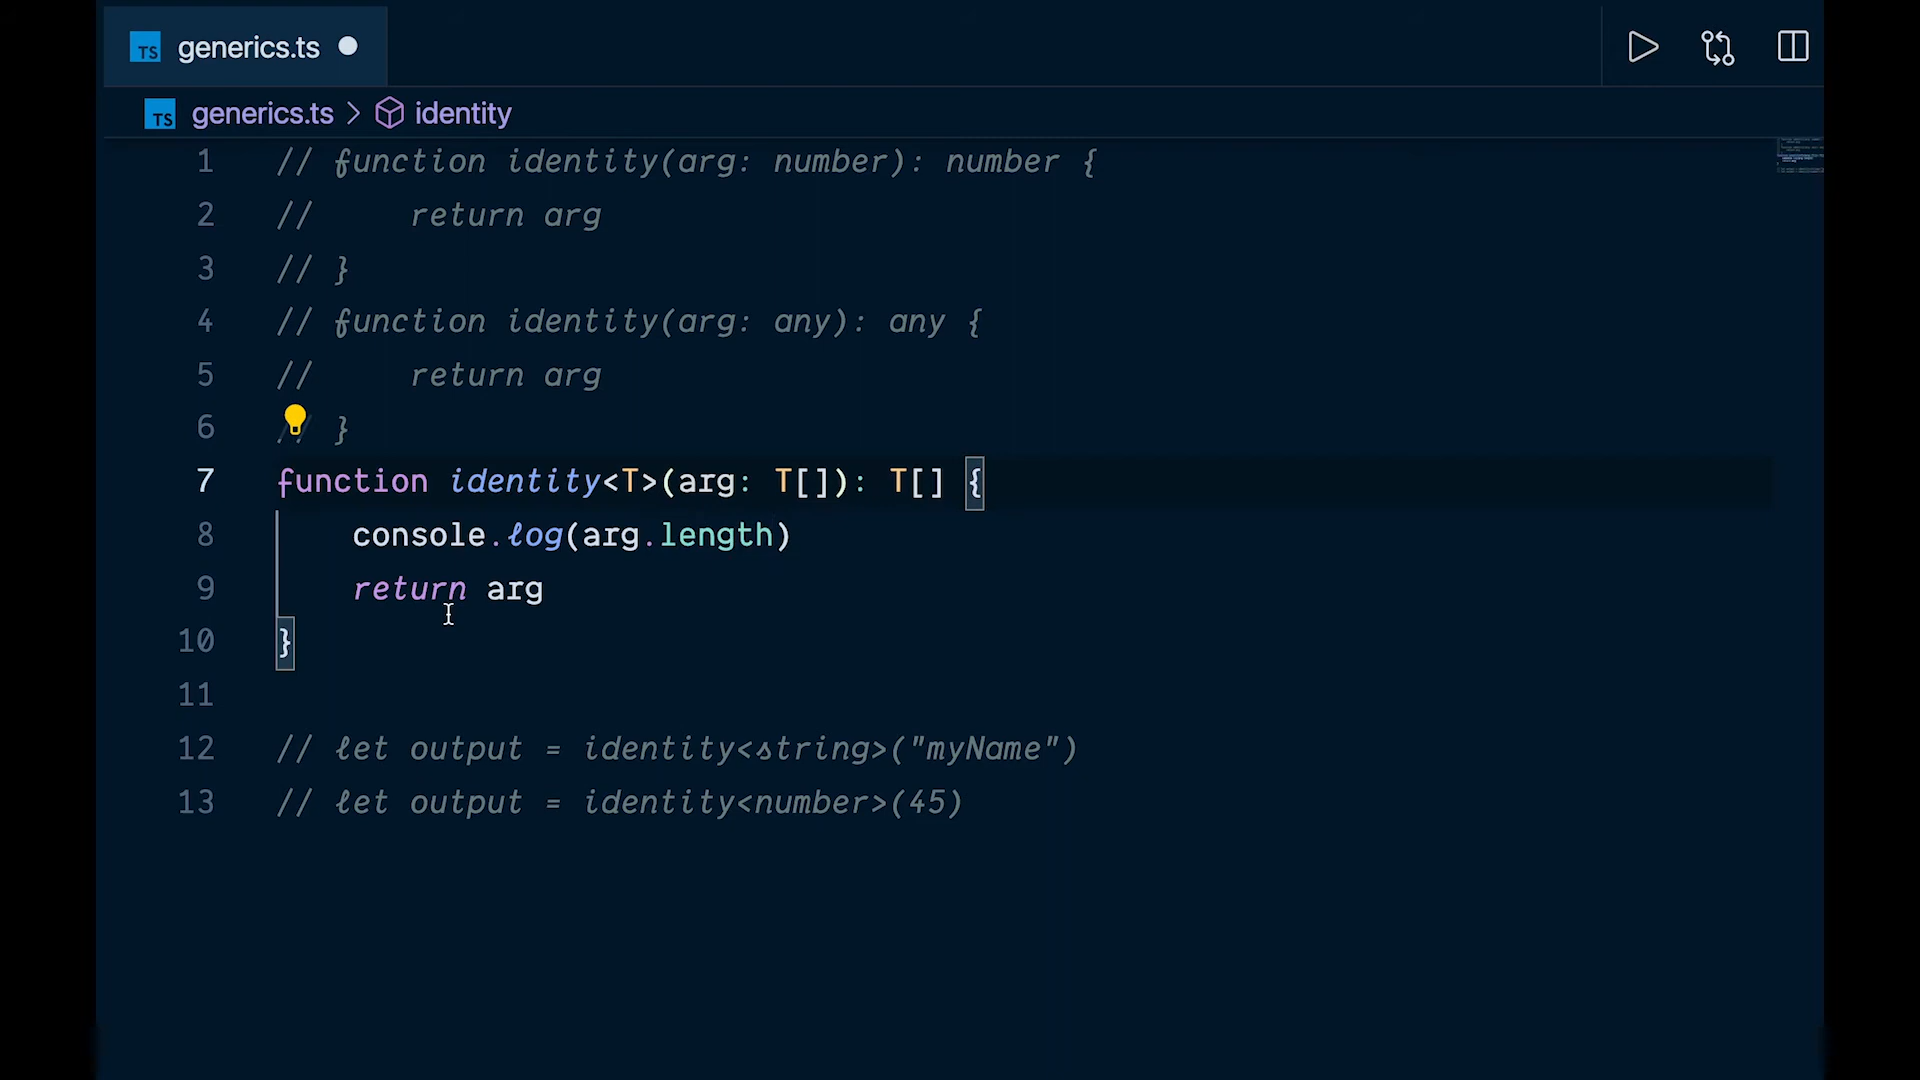 TS generics.ts
TS generics.ts > identity
1 // function identity(arg: number): number {
2 //     return arg
3 // }
4 // function identity(arg: any): any {
5 //     return arg
6 // }
7 function identity<T>(arg: T[]): T[] {
8     console.log(arg.length)
9     return arg
10 }
11
12 // let output = identity<string>("myName")
13 // let output = identity<number>(45)